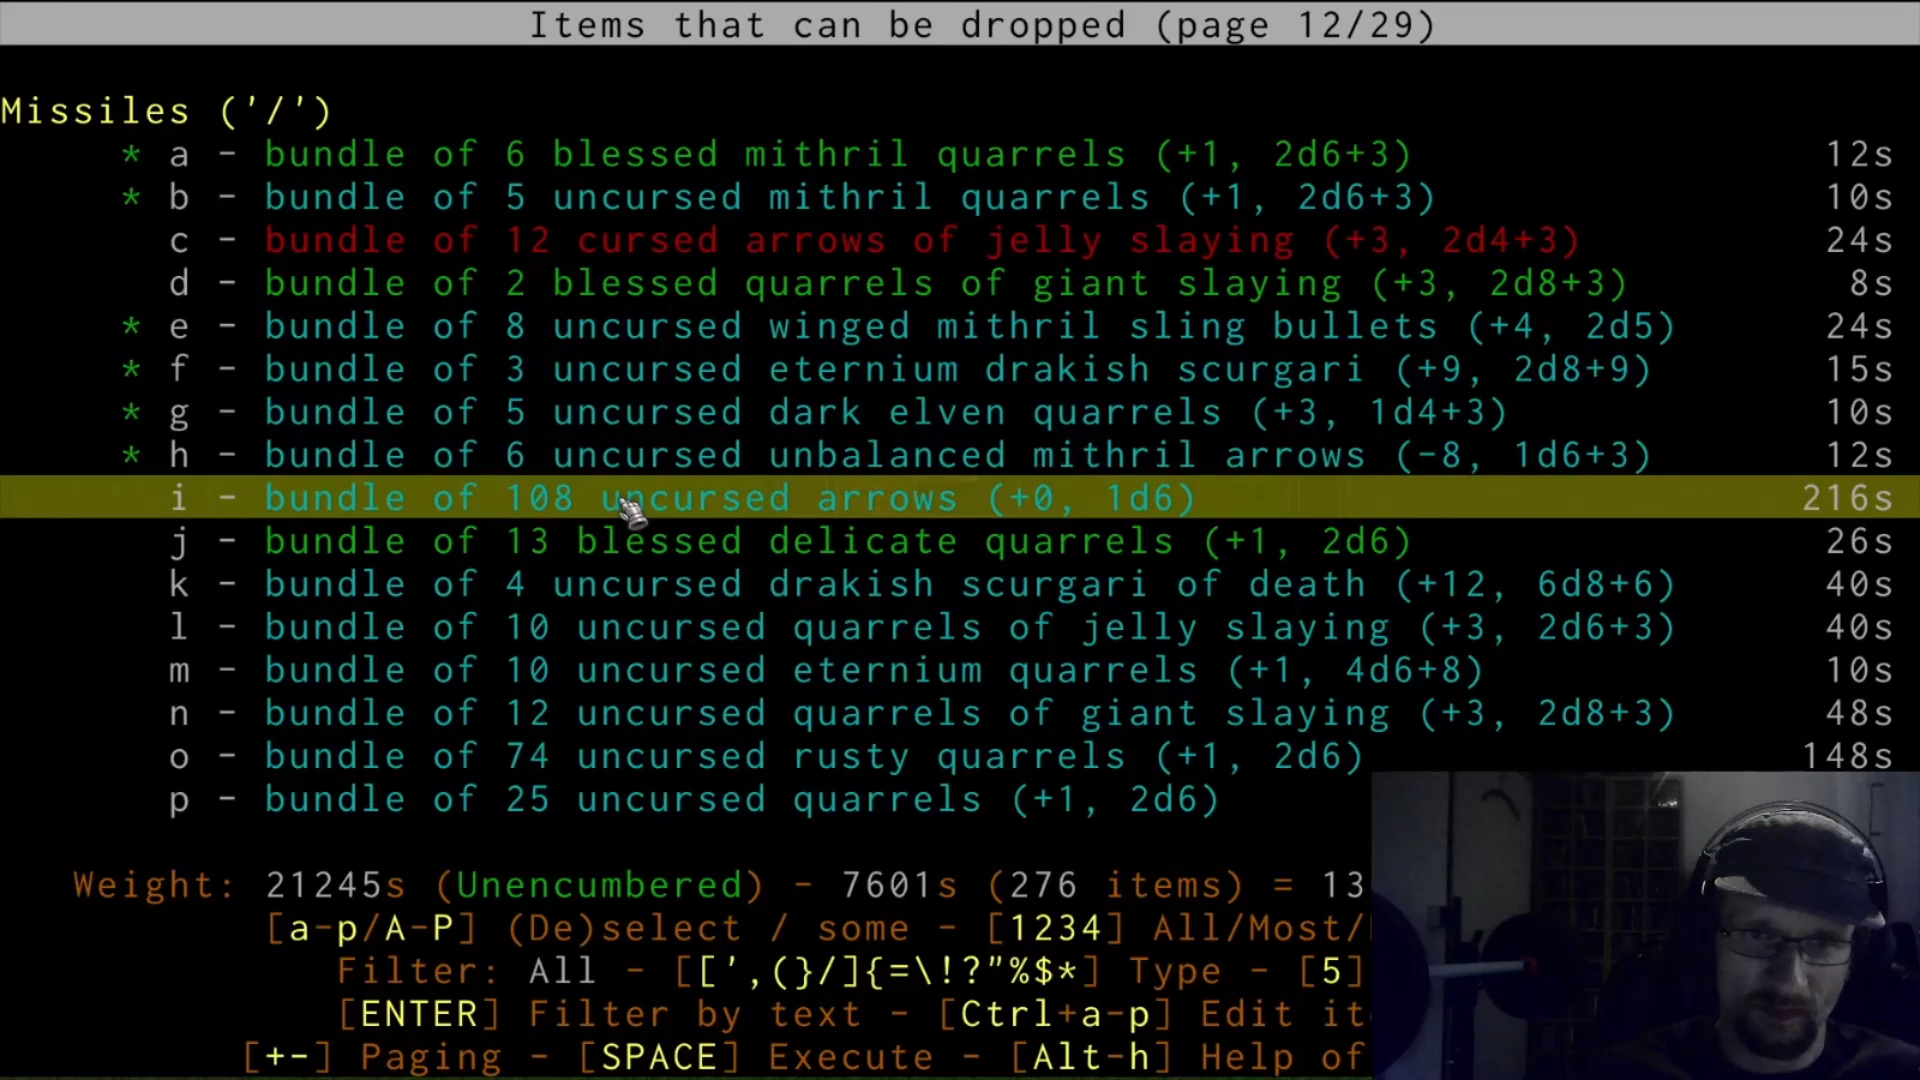 Items that can be dropped (page 12/29)
Missiles ('/')
* a - bundle of 6 blessed mithril quarrels (+1, 2d6+3) 12s
* b - bundle of 5 uncursed mithril quarrels (+1, 2d6+3) 10s
c - bundle of 12 cursed arrows of jelly slaying (+3, 2d4+3) 24s
d - bundle of 2 blessed quarrels of giant slaying (+3, 2d8+3) 8s
* e - bundle of 8 uncursed winged mithril sling bullets (+4, 2d5) 24s
* f - bundle of 3 uncursed eternium drakish scurgari (+9, 2d8+9) 15s
* g - bundle of 5 uncursed dark elven quarrels (+3, 1d4+3) 10s
* h - bundle of 6 uncursed unbalanced mithril arrows (-8, 1d6+3) 12s
i - bundle of 108 uncursed arrows (+0, 1d6) 216s
j - bundle of 13 blessed delicate quarrels (+1, 2d6) 26s
k - bundle of 4 uncursed drakish scurgari of death (+12, 6d8+6) 40s
l - bundle of 10 uncursed quarrels of jelly slaying (+3, 2d6+3) 40s
m - bundle of 10 uncursed eternium quarrels (+1, 4d6+8) 10s
n - bundle of 12 uncursed quarrels of giant slaying (+3, 2d8+3) 48s
o - bundle of 74 uncursed rusty quarrels (+1, 2d6) 148s
p - bundle of 25 uncursed quarrels (+1, 2d6)
Weight: 21245s (Unencumbered) - 7601s (276 items) = 13
[a-p/A-P] (De)select / some - [1234] All/Most/
Filter: All - [[',(}/]{=\!?"%$*] Type - [5]
[ENTER] Filter by text - [Ctrl+a-p] Edit it
[+-] Paging - [SPACE] Execute - [Alt-h] Help of